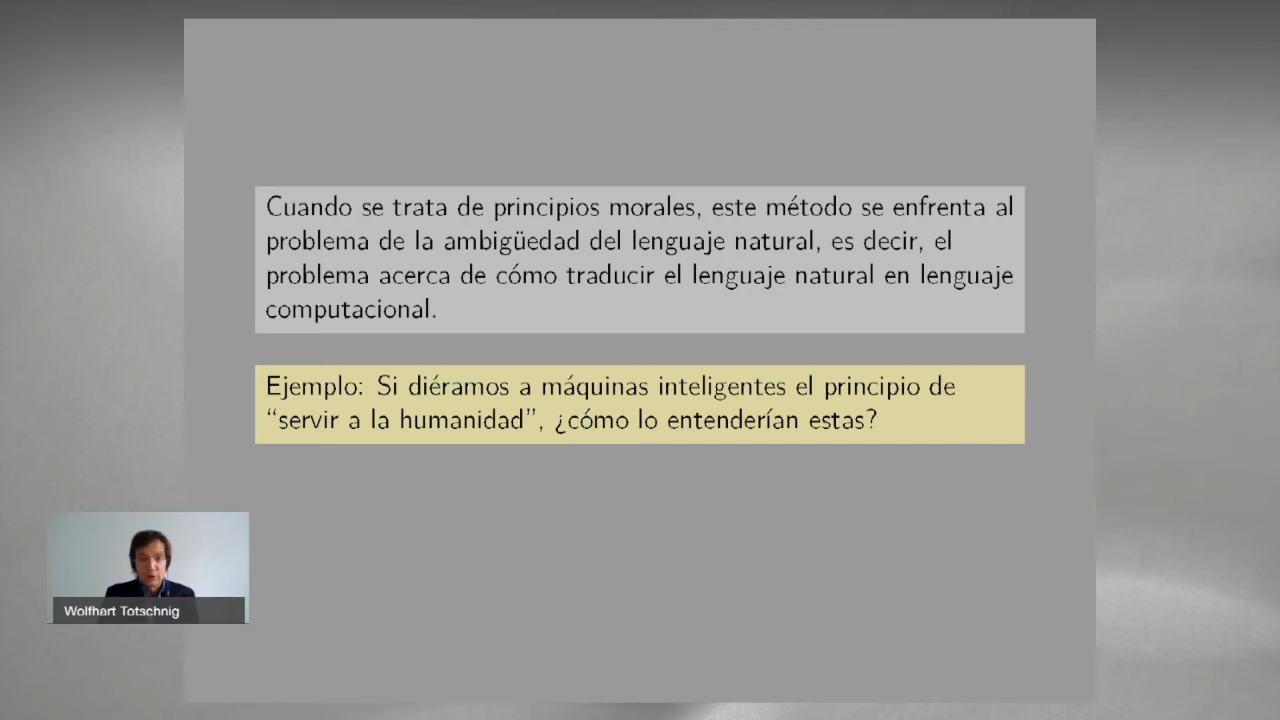 Cuando se trata de principios morales, este método se enfrenta al
problema de la ambigüedad del lenguaje natural, es decir, el
problema acerca de cómo traducir el lenguaje natural en lenguaje
computacional.
Ejemplo: Si diéramos a máquinas inteligentes el principio de
“servir a la humanidad”, ¿cómo lo entenderían estas?
Wolfhart Totschnig